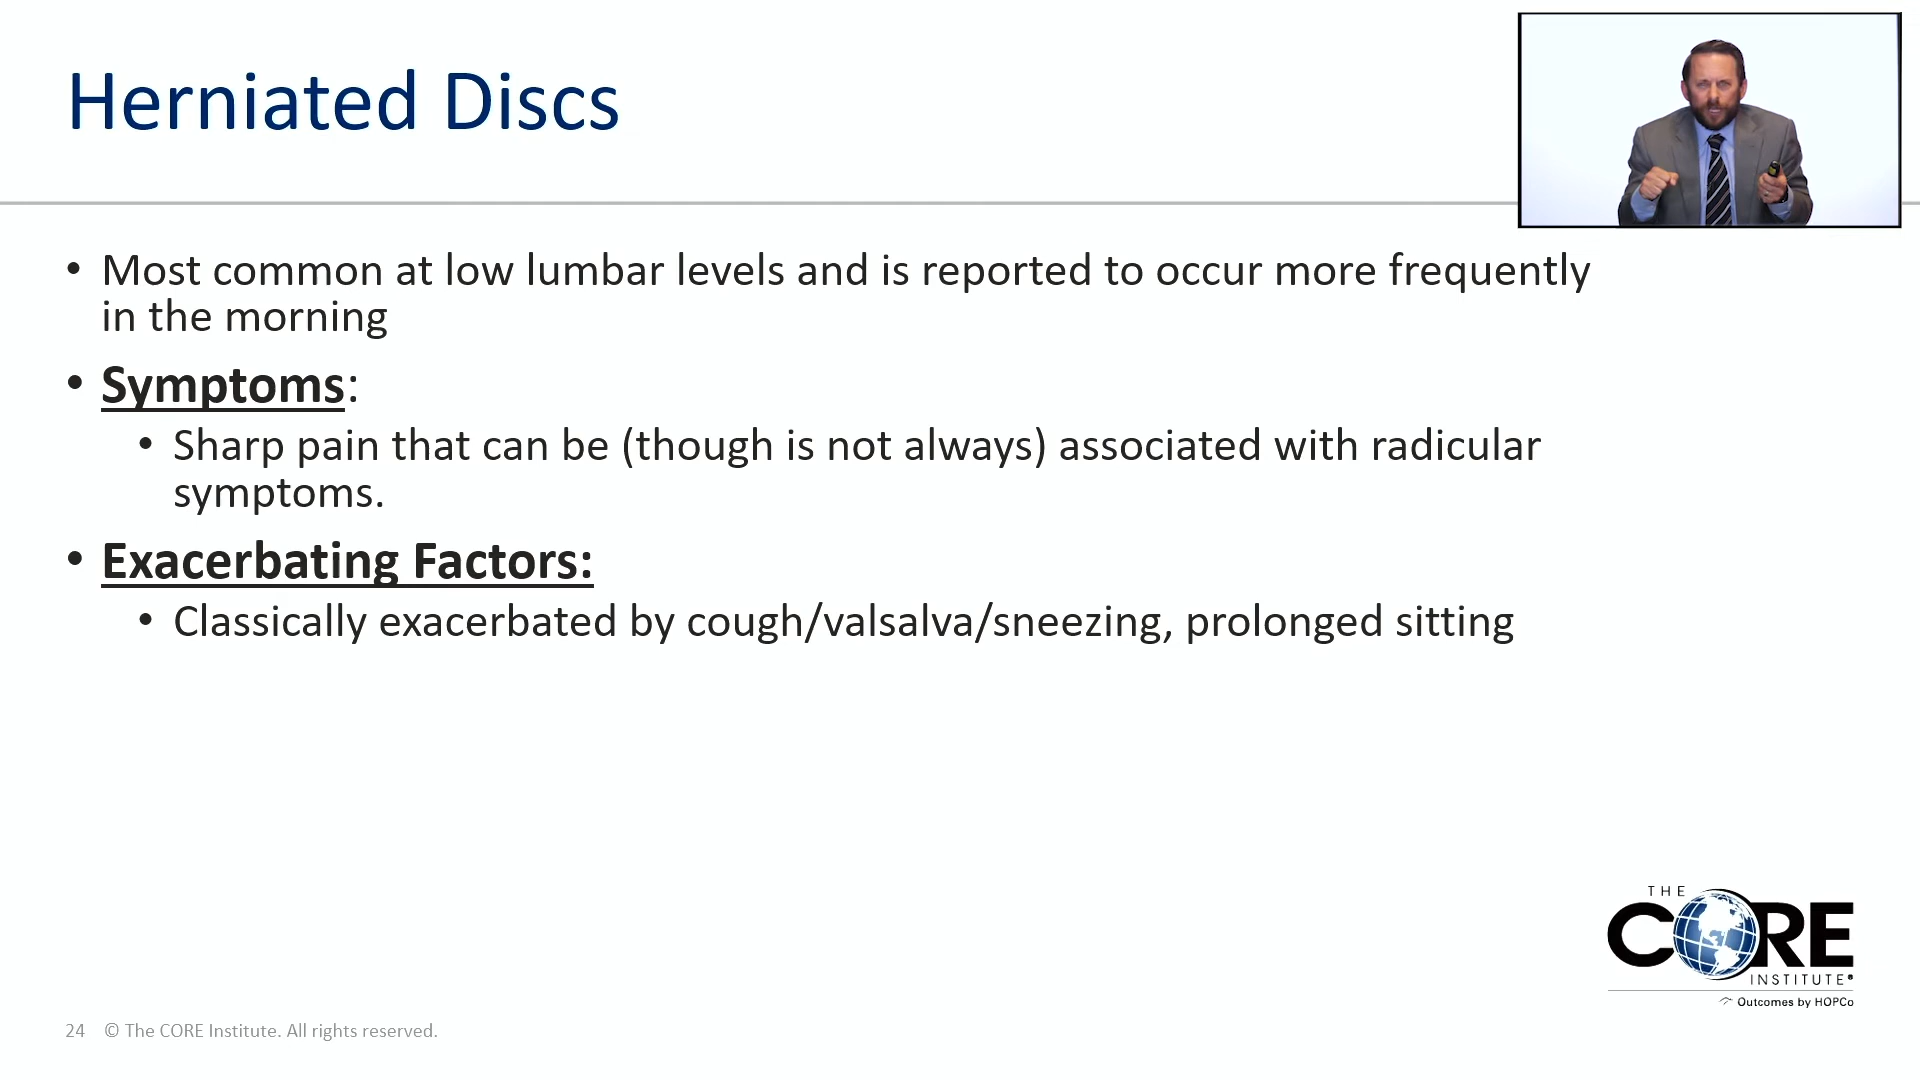 Herniated Discs
• Most common at low lumbar levels and is reported to occur more frequently
in the morning
• Symptoms:
• Sharp pain that can be (though is not always) associated with radicular
symptoms.
• Exacerbating Factors:
• Classically exacerbated by cough/valsalva/sneezing, prolonged sitting
THE
CORE
INSTITUTE®
Outcomes by HOPCo
24 © The CORE Institute. All rights reserved.